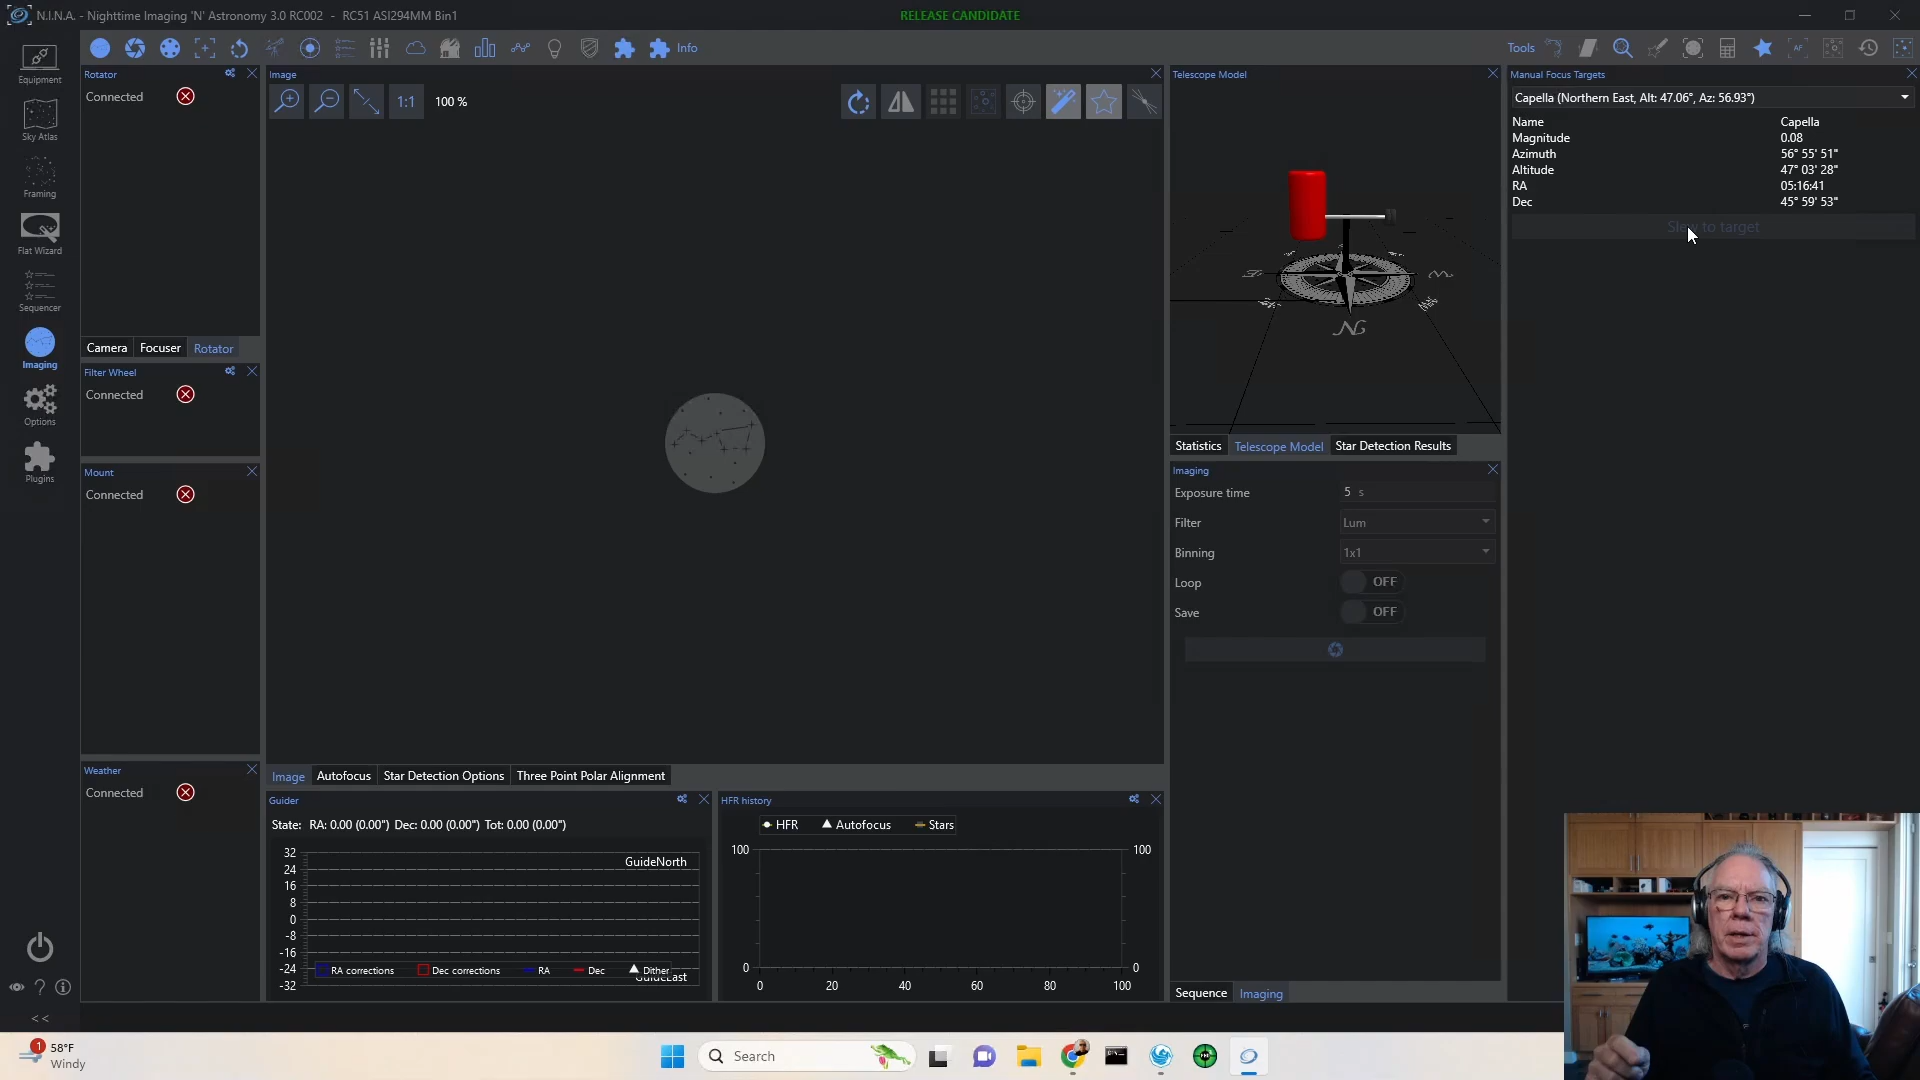 N.I.N.A. - Nighttime Imaging 'N' Astronomy 3.0 RC002 - RC51 ASI294MM Bin1
RELEASE CANDIDATE
Info
Tools
Equipment
Sky Atlas
Framing
Flat Wizard
Sequencer
Imaging
Options
Plugins
<<
Rotator
Connected
Camera
Focuser
Rotator
Filter Wheel
Connected
Mount
Connected
Weather
Connected
Image
1:1
100 %
Image
Autofocus
Star Detection Options
Three Point Polar Alignment
Guider
State: RA: 0.00 (0.00") Dec: 0.00 (0.00") Tot: 0.00 (0.00")
32
24
16
8
0
-8
-16
-24
-32
GuideNorth
GuideEast
RA corrections
Dec corrections
RA
Dec
Dither
HFR history
HFR
Autofocus
Stars
100
0
100
0
0
20
40
60
80
100
Telescope Model
Statistics
Telescope Model
Star Detection Results
Imaging
Exposure time
5 s
Filter
Lum
Binning
1x1
Loop
OFF
Save
OFF
Sequence
Imaging
Manual Focus Targets
Capella (Northern East, Alt: 47.06°, Az: 56.93°)
Name
Capella
Magnitude
0.08
Azimuth
56° 55' 51"
Altitude
47° 03' 28"
RA
05:16:41
Dec
45° 59' 53"
to target
AF
1
58°F
Windy
Search